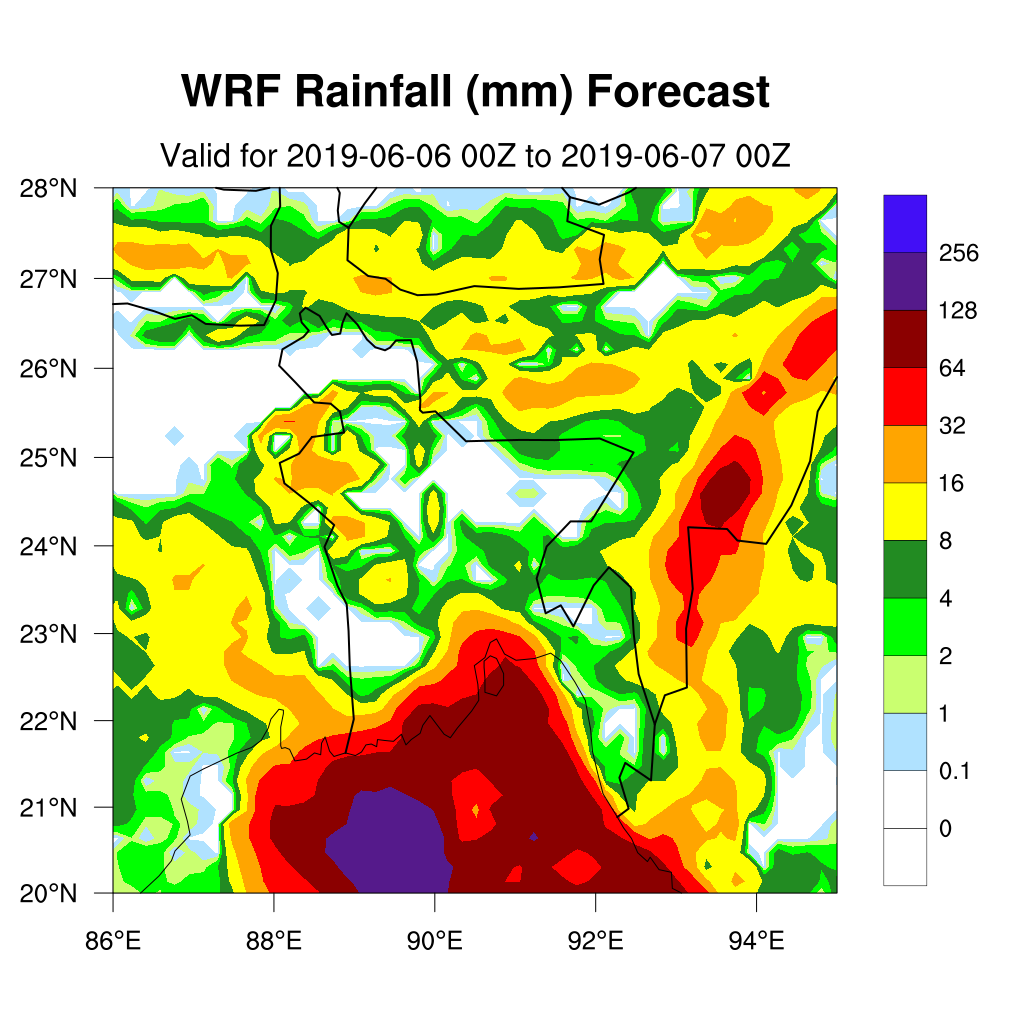 WRF Rainfall (mm) Forecast
Valid for 2019-06-06 00Z to 2019-06-07 00Z
28°N
27°N
26°N
25°N
24°N
23°N
22°N
21°N
20°N
86°E
88°E
90°E
92°E
94°E
256
128
64
32
16
8
4
2
1
0.1
0